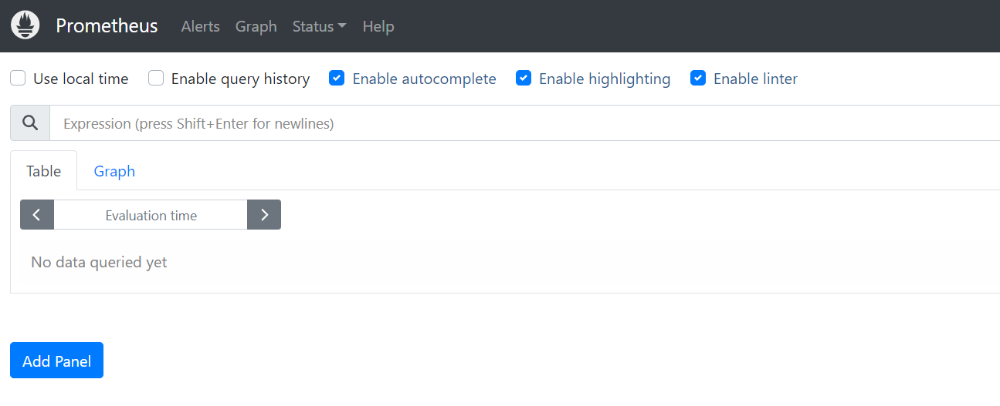 Prometheus Alerts Graph Status Help
Use local time Enable query history Enable autocomplete Enable highlighting Enable linter
Expression (press Shift+Enter for newlines)
Table Graph
Evaluation time
No data queried yet
Add Panel